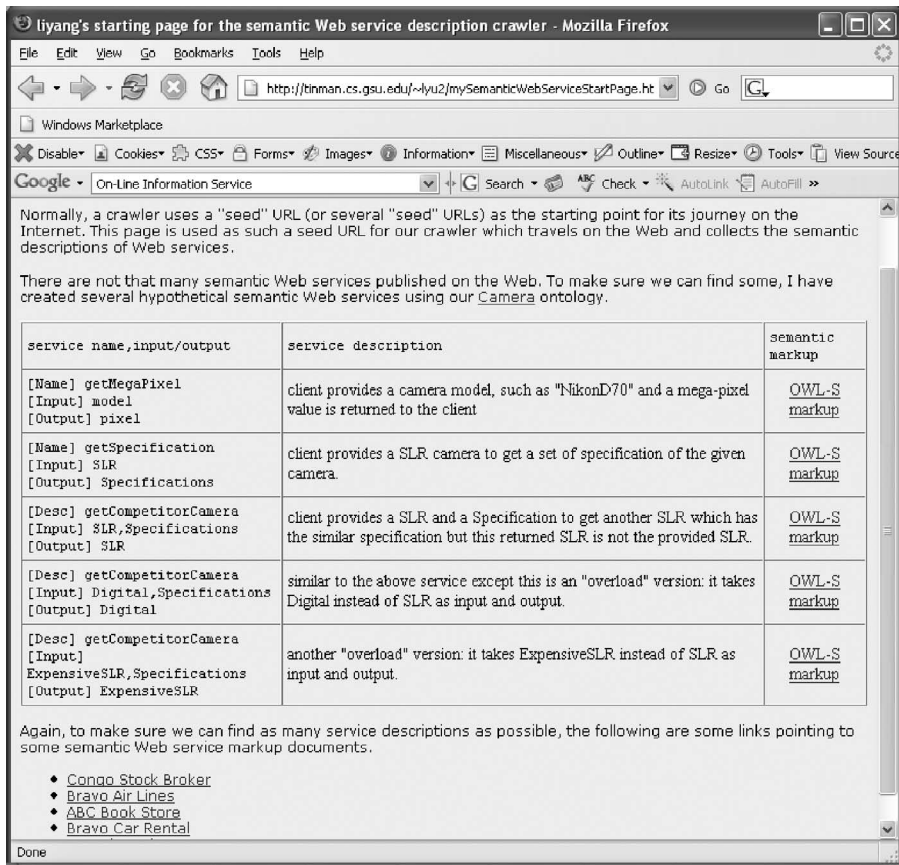 liyang's starting page for the semantic Web service description crawler - Mozilla Firefox
File Edit View Go Bookmarks Tools Help
http://tinman.cs.gsu.edu/~lyu2/mySemanticWebServiceStartPage.ht Go G
Windows Marketplace
Disable Cookies CSS Forms Images Information Miscellaneous Outline Resize Tools View Source
Google On-Line Information Service G Search ABC Check AutoLink AutoFill »
Normally, a crawler uses a "seed" URL (or several "seed" URLs) as the starting point for its journey on the
Internet. This page is used as such a seed URL for our crawler which travels on the Web and collects the semantic
descriptions of Web services.
There are not that many semantic Web services published on the Web. To make sure we can find some, I have
created several hypothetical semantic Web services using our Camera ontology.
service name,input/output
service description
semantic
markup
[Name] getMegaPixel
[Input] model
[Output] pixel
client provides a camera model, such as "NikonD70" and a mega-pixel
value is returned to the client
OWL-S
markup
[Name] getSpecification
[Input] SLR
[Output] Specifications
client provides a SLR camera to get a set of specification of the given
camera.
OWL-S
markup
[Desc] getCompetitorCamera
[Input] SLR,Specifications
[Output] SLR
client provides a SLR and a Specification to get another SLR which has
the similar specification but this returned SLR is not the provided SLR.
OWL-S
markup
[Desc] getCompetitorCamera
[Input] Digital,Specifications
[Output] Digital
similar to the above service except this is an "overload" version: it takes
Digital instead of SLR as input and output.
OWL-S
markup
[Desc] getCompetitorCamera
[Input]
ExpensiveSLR,Specifications
[Output] ExpensiveSLR
another "overload" version: it takes ExpensiveSLR instead of SLR as
input and output.
OWL-S
markup
Again, to make sure we can find as many service descriptions as possible, the following are some links pointing to
some semantic Web service markup documents.
Congo Stock Broker
Bravo Air Lines
ABC Book Store
Bravo Car Rental
Done